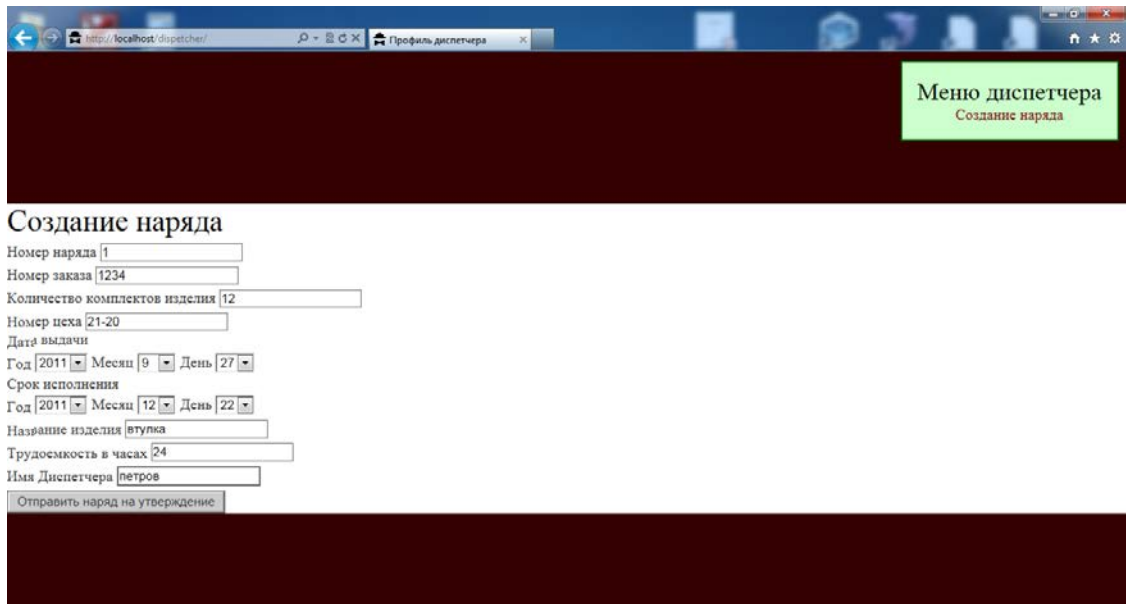 http://localhost/dispetcher/
Профиль диспетчера
Меню диспетчера
Создание наряда
Создание наряда
Номер наряда 1
Номер заказа 1234
Количество комплектов изделия 12
Номер цеха 21-20
Дата выдачи
Год 2011 Месяц 9 День 27
Срок исполнения
Год 2011 Месяц 12 День 22
Название изделия втулка
Трудоемкость в часах 24
Имя Диспетчера петров
Отправить наряд на утверждение